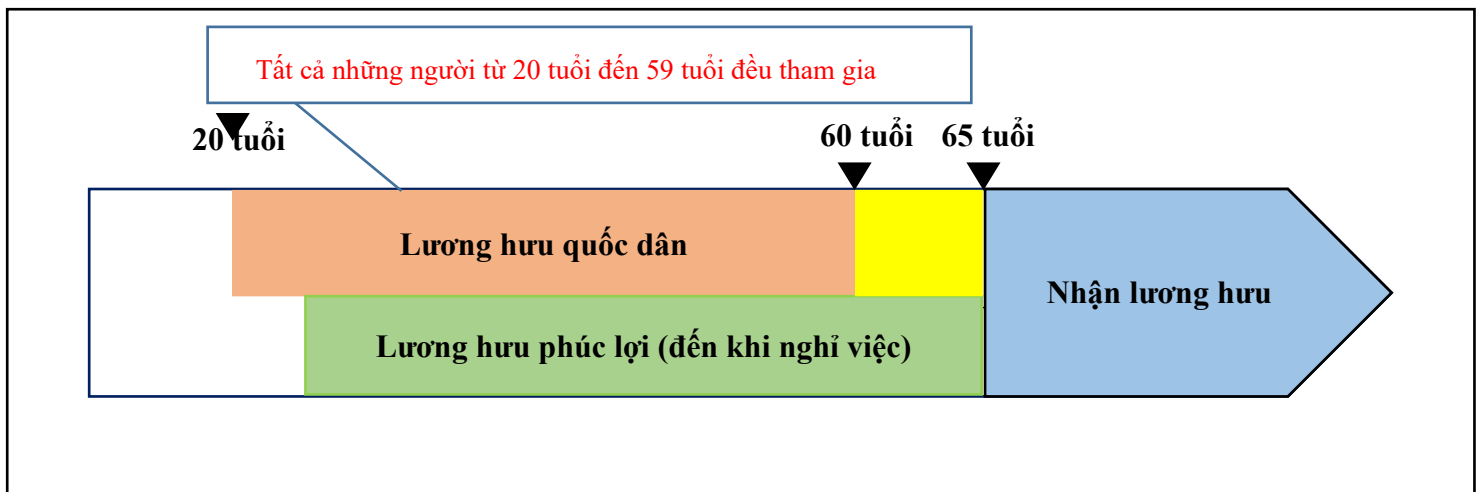 Tất cả những người từ 20 tuổi đến 59 tuổi đều tham gia
20 tuổi
60 tuổi
65 tuổi
Lương hưu quốc dân
Nhận lương hưu
Lương hưu phúc lợi (đến khi nghỉ việc)